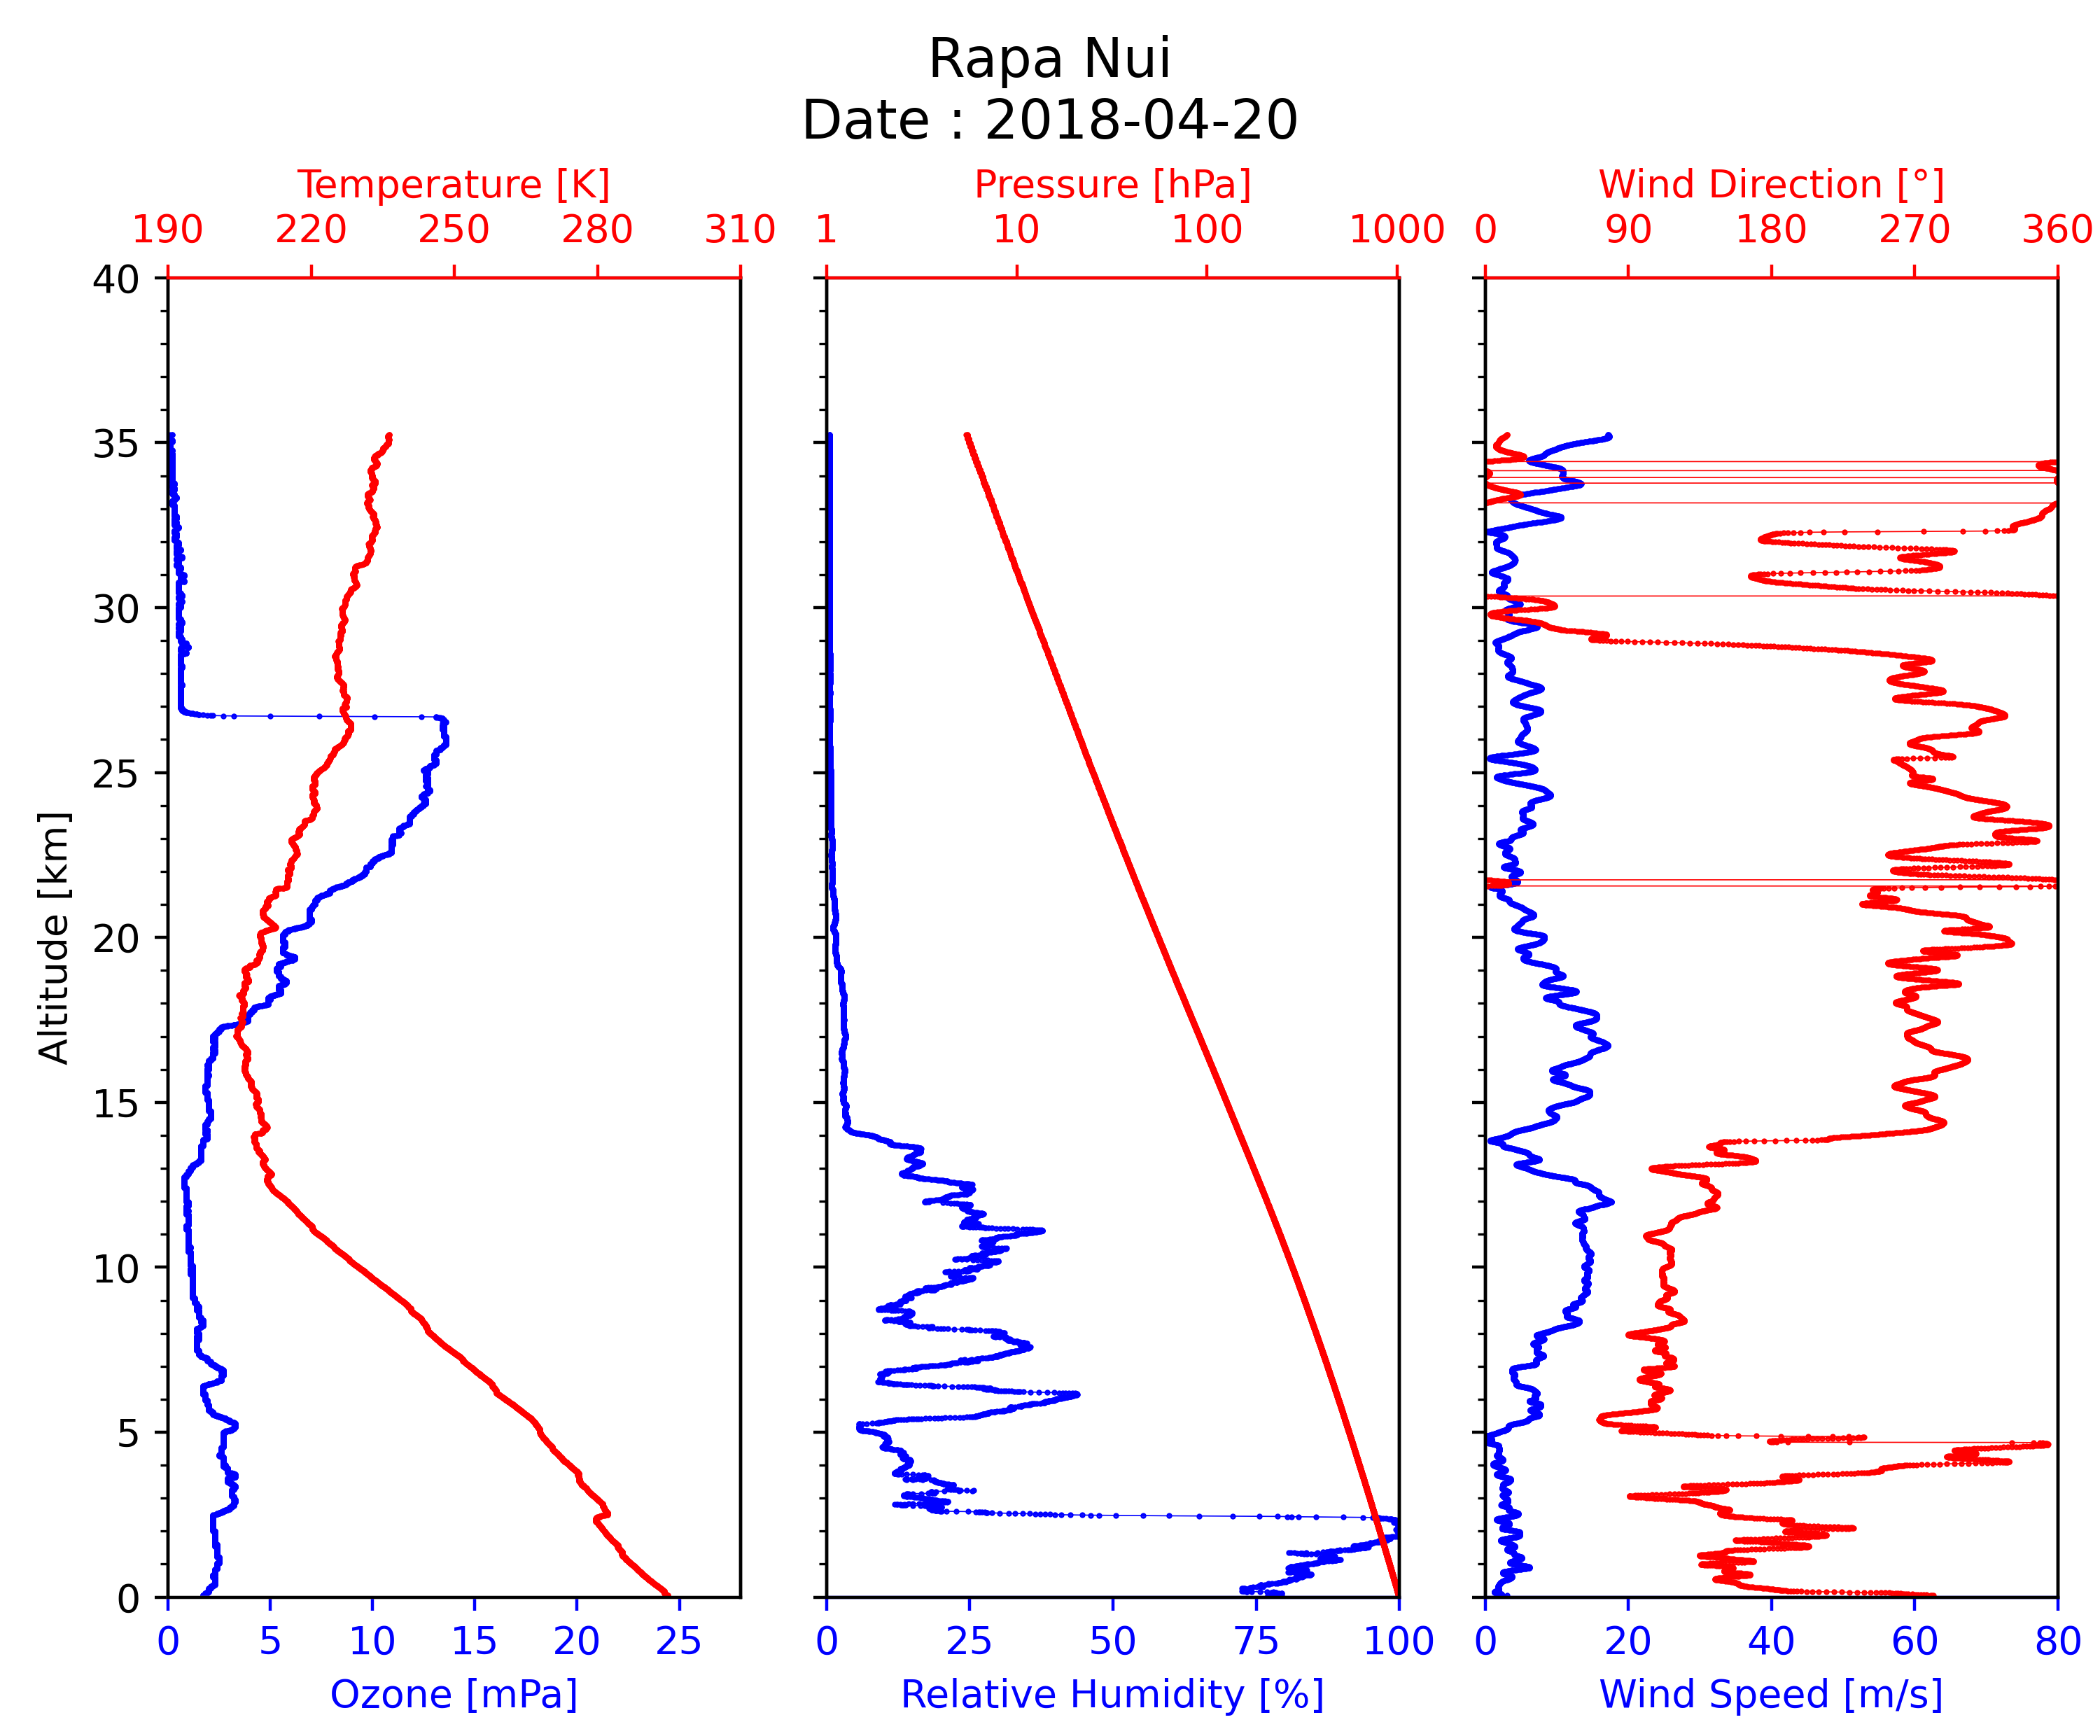 Rapa Nui
Date : 2018-04-20
Temperature [K]
190 220 250 280 310
Pressure [hPa]
1 10 100 1000
Wind Direction [°]
0 90 180 270 360
Altitude [km]
40
35
30
25
20
15
10
5
0
0 5 10 15 20 25
Ozone [mPa]
0 25 50 75 100
Relative Humidity [%]
0 20 40 60 80
Wind Speed [m/s]